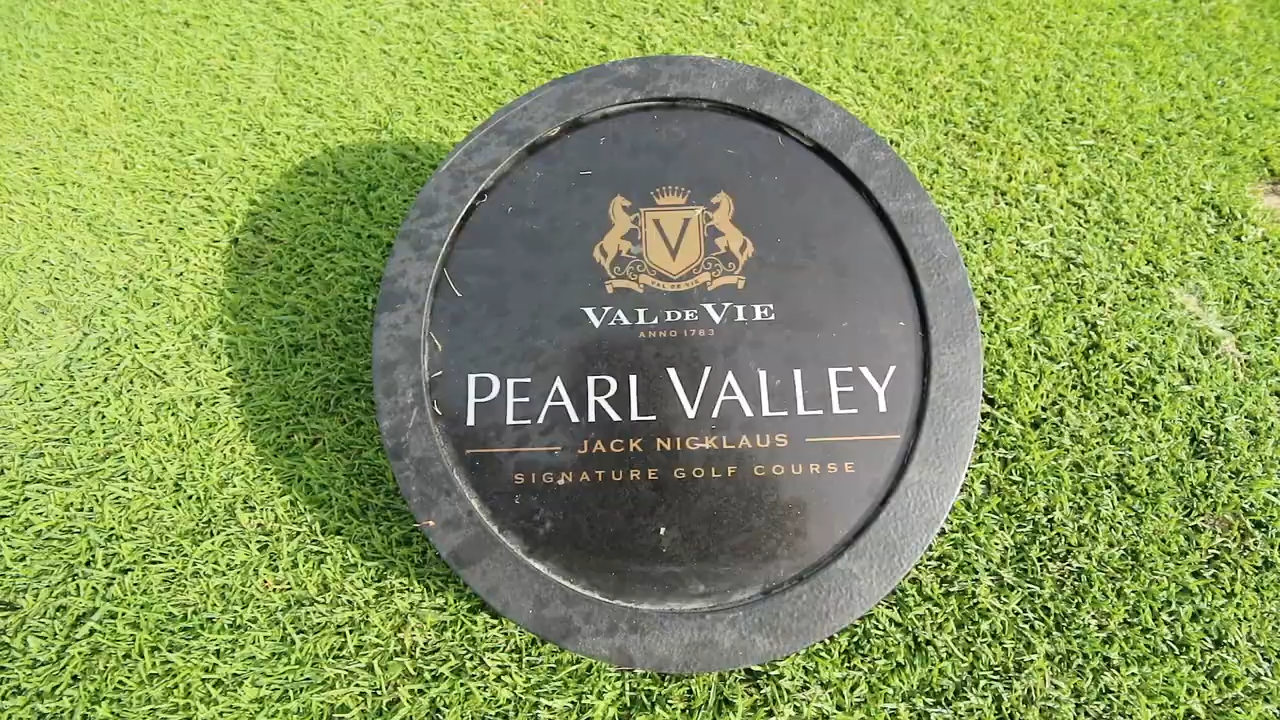 V
VAL DE VIE
VAL DE VIE
ANNO 1783
PEARL VALLEY
JACK NICKLAUS
SIGNATURE GOLF COURSE